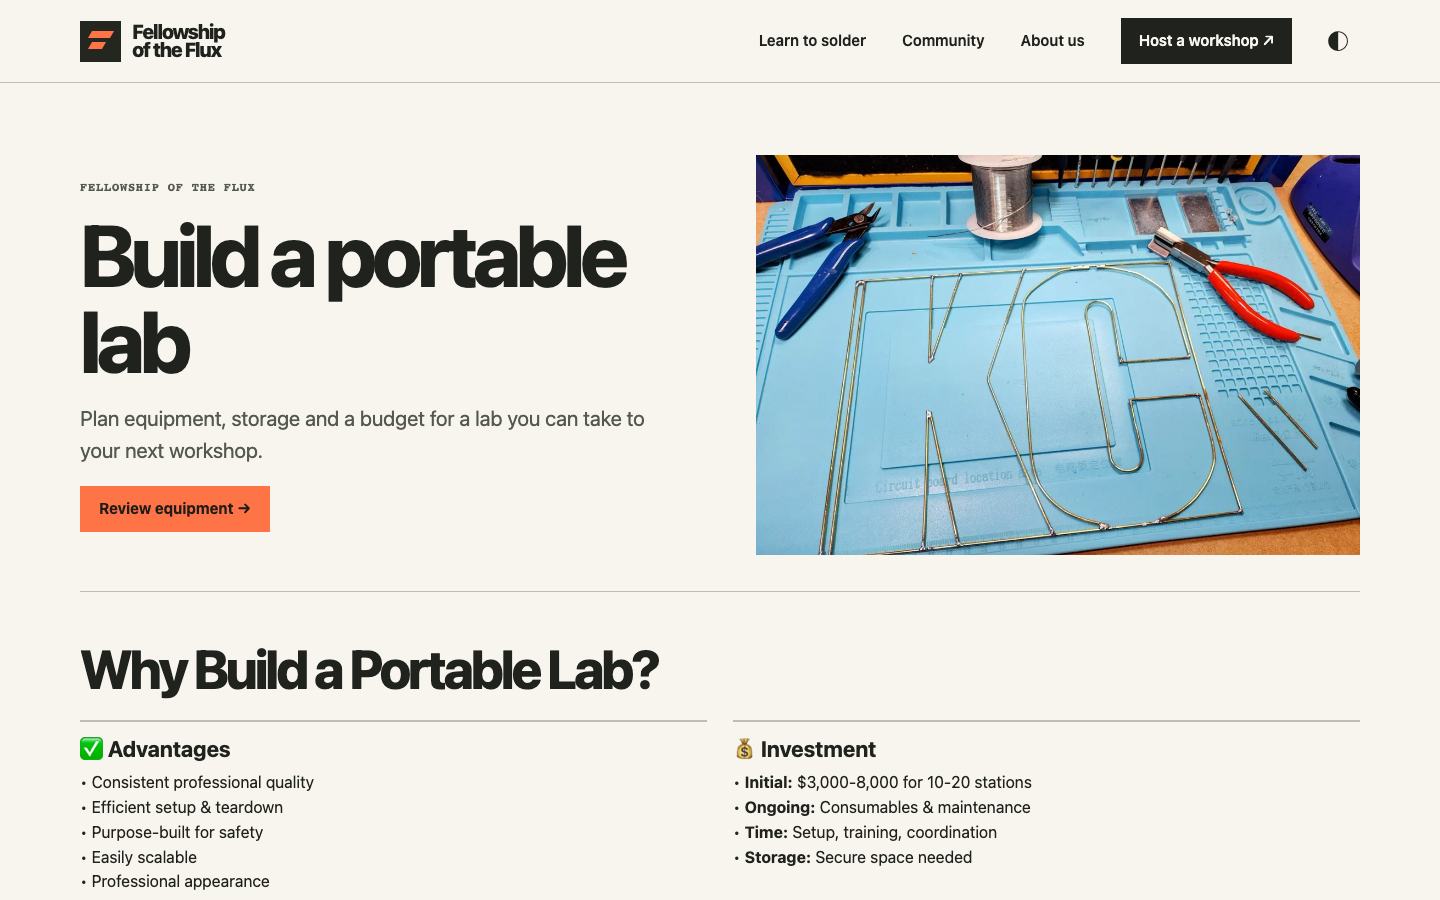 Fellowship
of the Flux
Learn to solder
Community
About us
Host a workshop ↗
FELLOWSHIP OF THE FLUX
Build a portable
lab
Plan equipment, storage and a budget for a lab you can take to
your next workshop.
Review equipment →
Circuit board location
Why Build a Portable Lab?
✅ Advantages
• Consistent professional quality
• Efficient setup & teardown
• Purpose-built for safety
• Easily scalable
• Professional appearance
💰 Investment
• Initial: $3,000-8,000 for 10-20 stations
• Ongoing: Consumables & maintenance
• Time: Setup, training, coordination
• Storage: Secure space needed